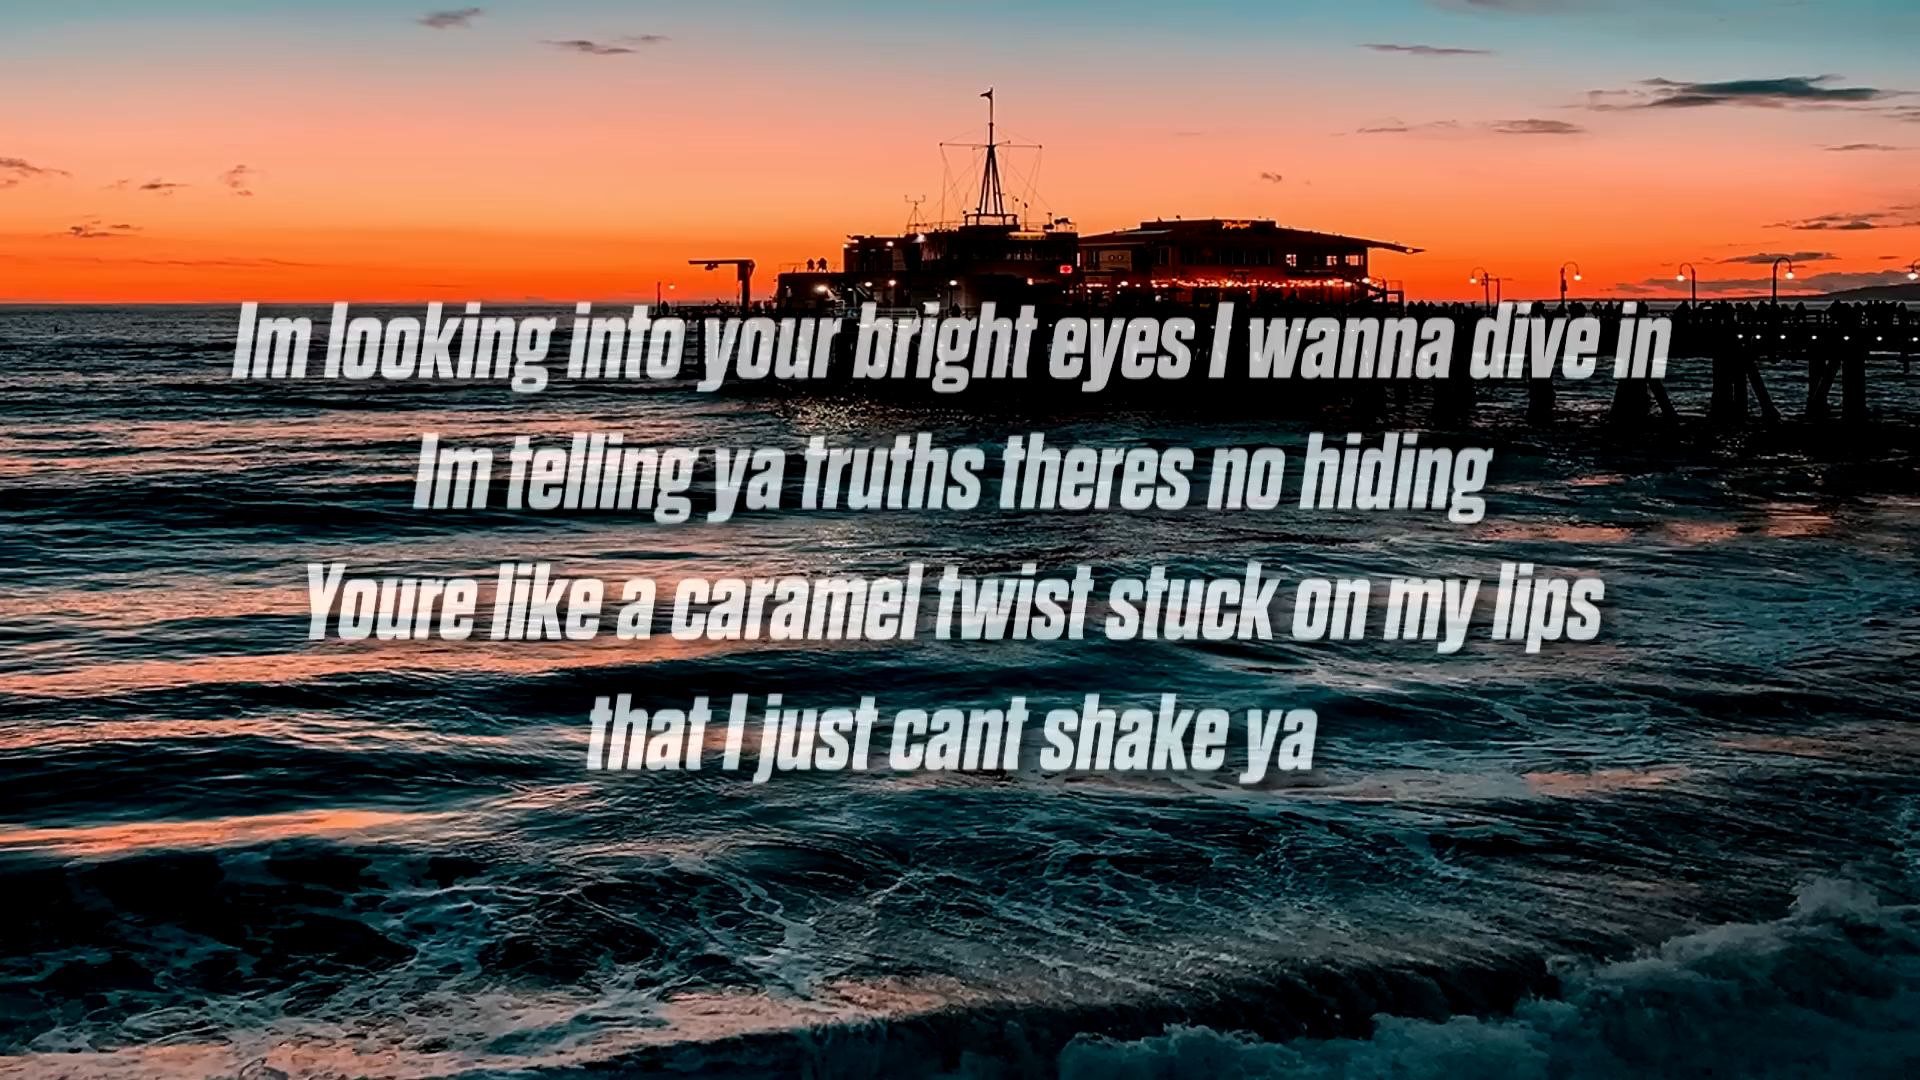 Im looking into your bright eyes I wanna dive in
Im telling ya truths theres no hiding
Youre like a caramel twist stuck on my lips
that I just cant shake ya